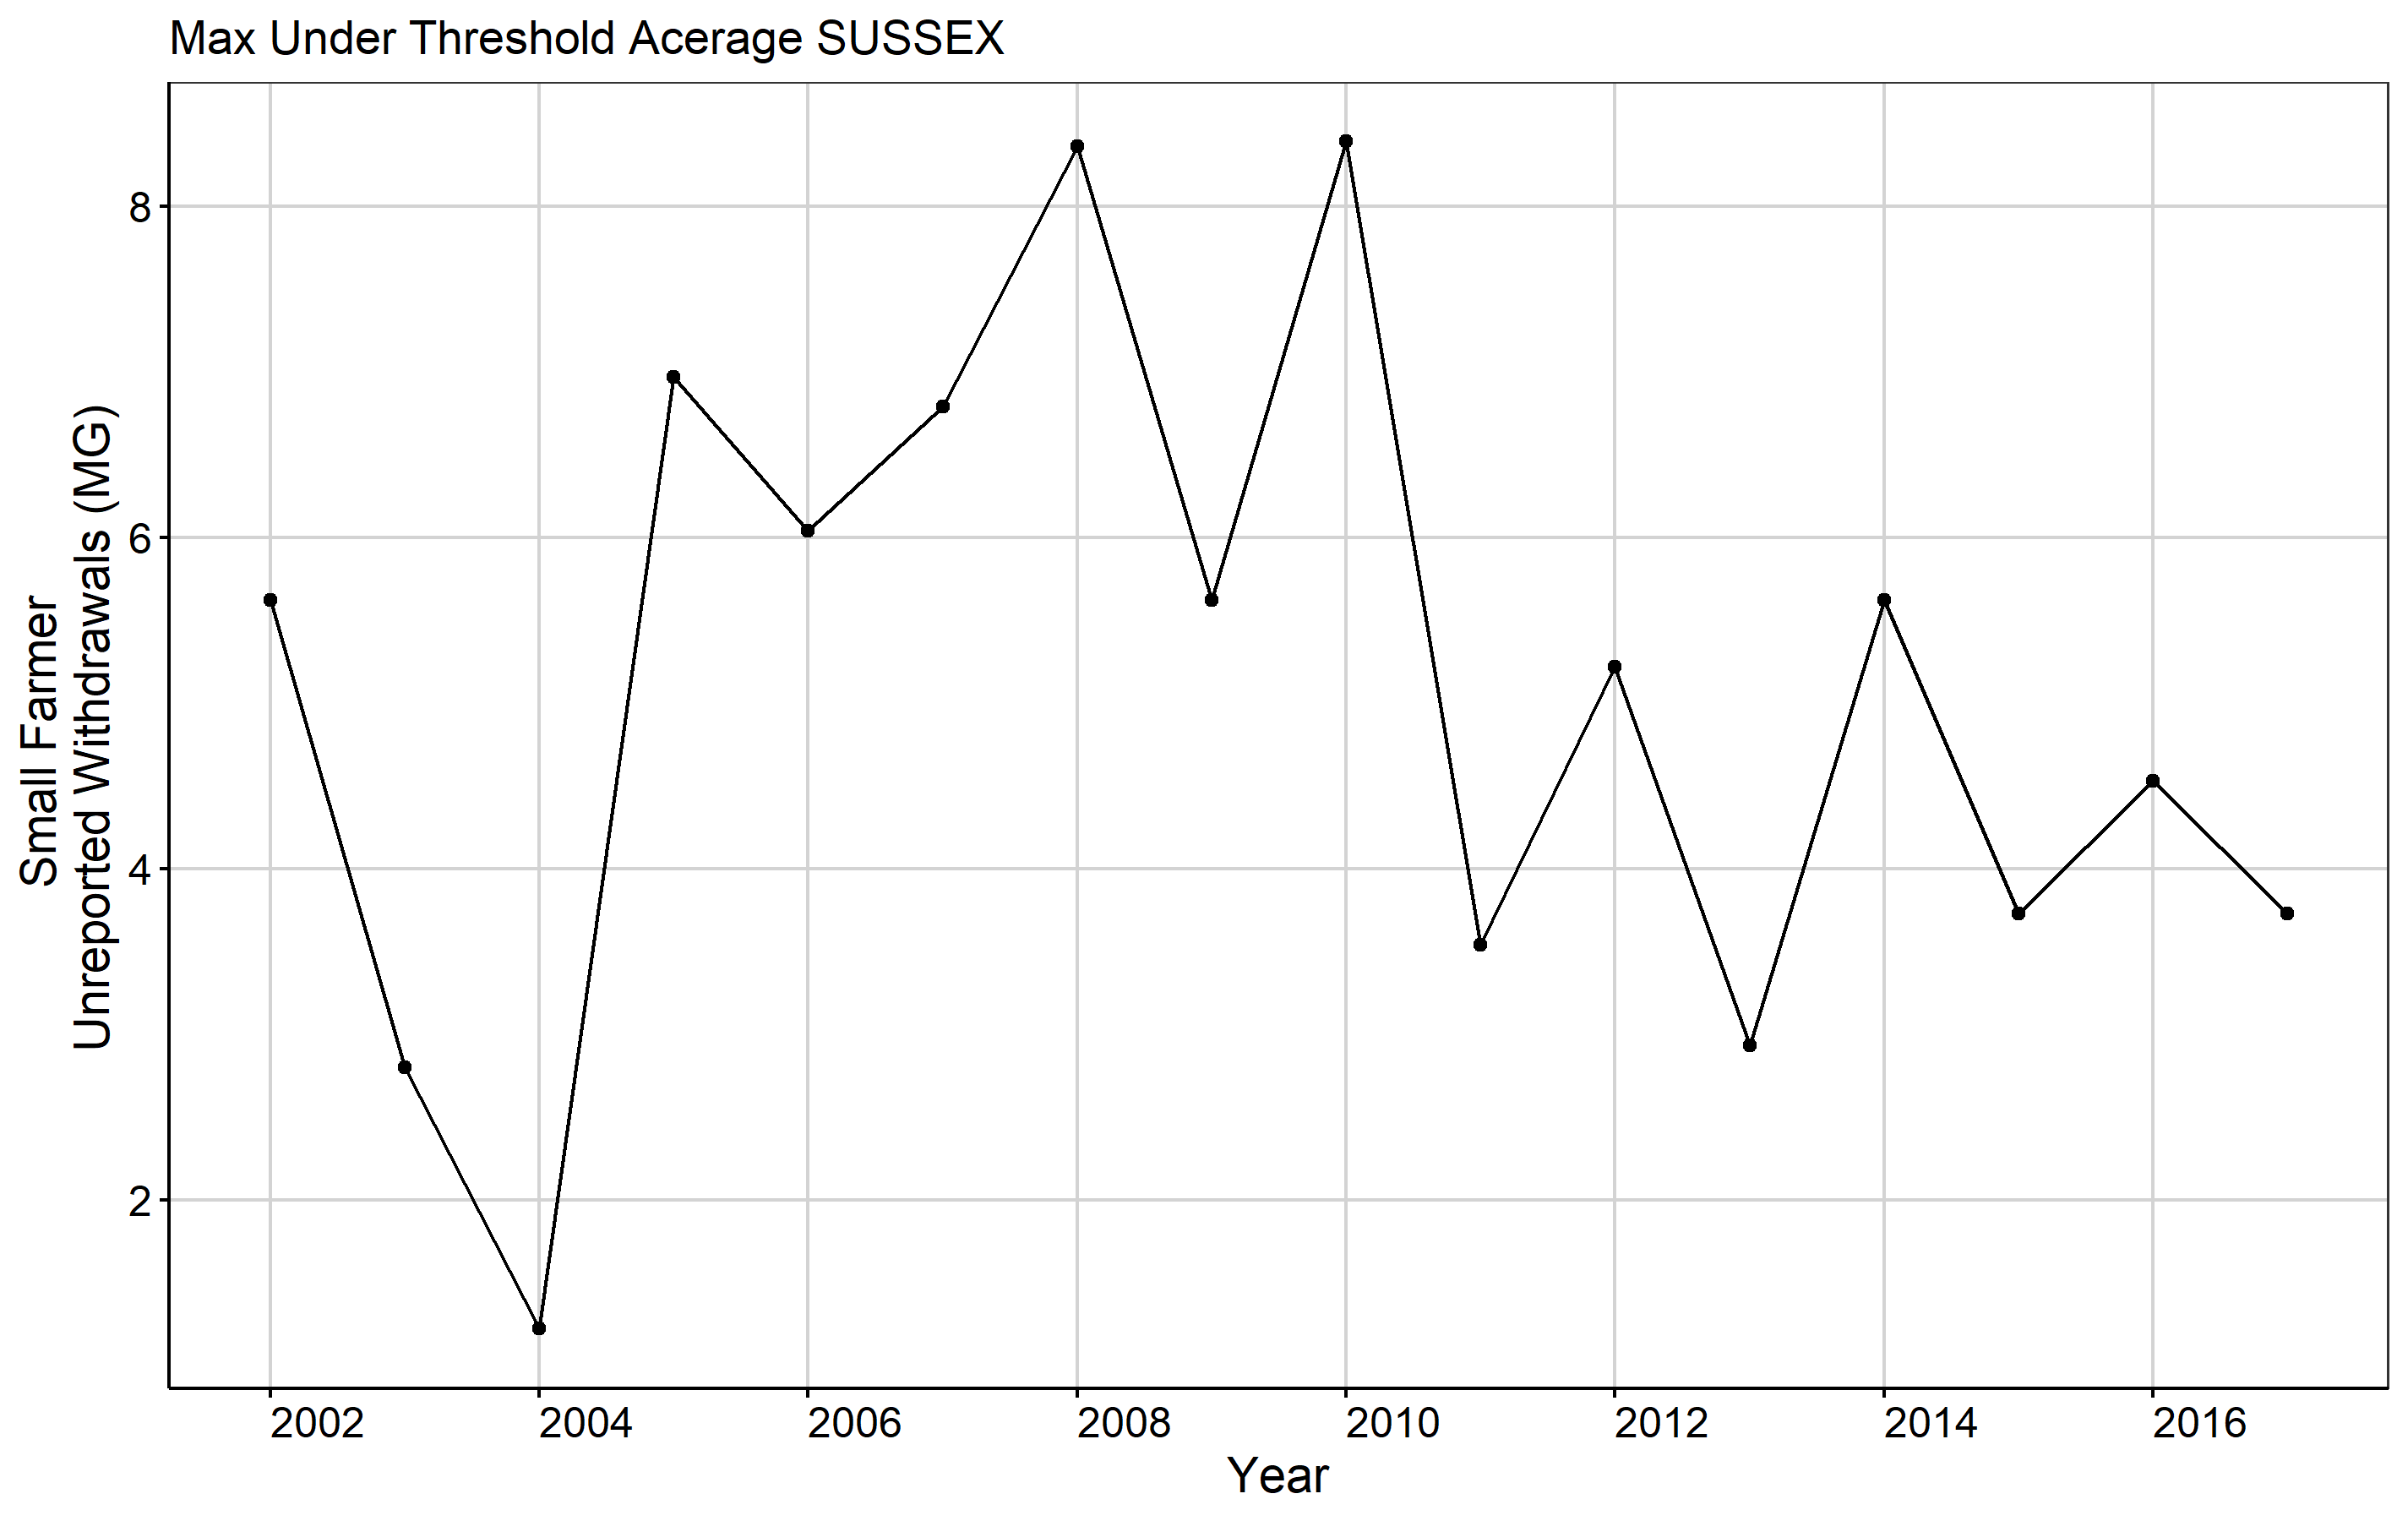 Max Under Threshold Acerage SUSSEX
Small Farmer
Unreported Withdrawals (MG)
8
6
4
2
2002 2004 2006 2008 2010 2012 2014 2016
Year